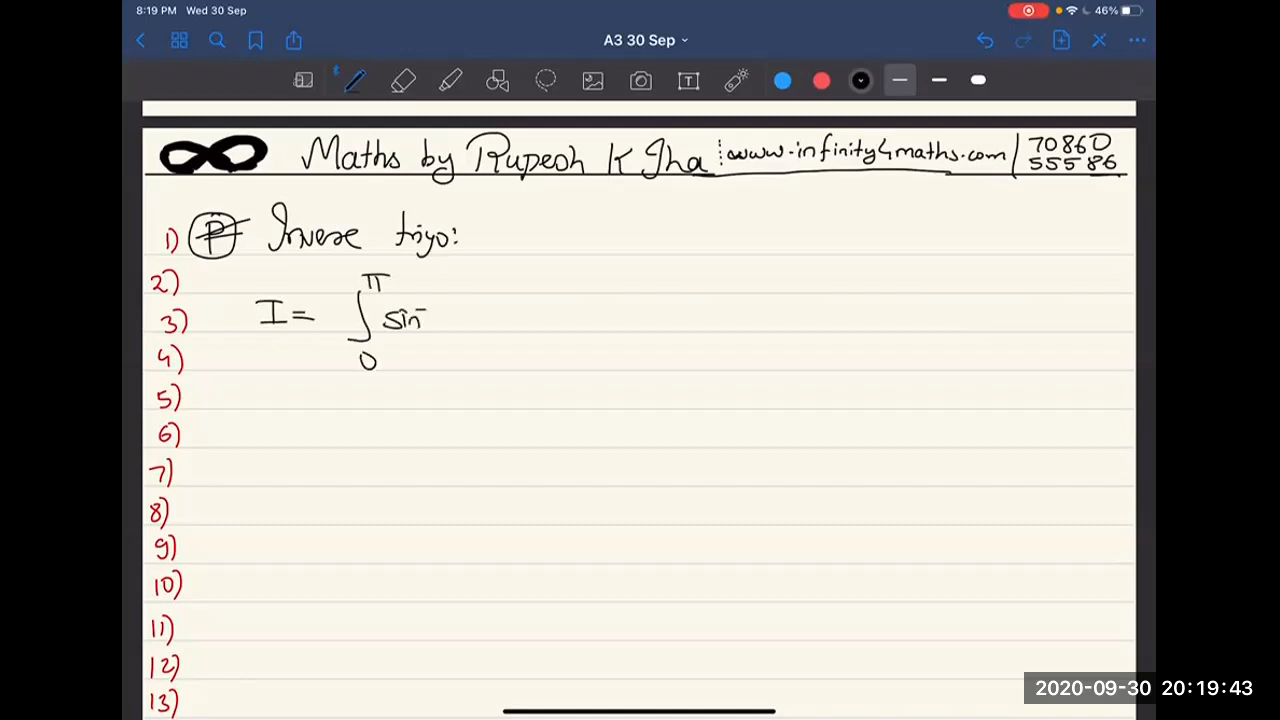 8:19 PM Wed 30 Sep
46%
A3 30 Sep
T
∞ Maths by Rupesh K Jha www.infinity4maths.com 70860
55586
1) P Inverse trigo:
2) π
3) I = ∫ sin⁻
4) 0
5)
6)
7)
8)
9)
10)
11)
12)
13)
2020-09-30 20:19:43